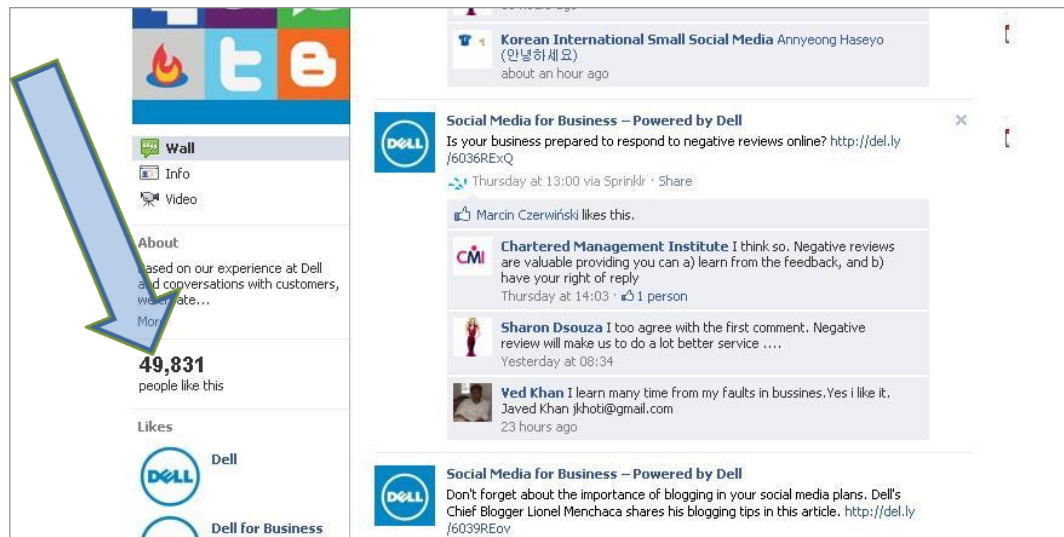 Wall
Info
Video
About
Based on our experience at Dell
and conversations with customers,
49,831
people like this
Likes
DELL
Dell
Dell for Business
Korean International Small Social Media Annyeong Haseyo
(안녕하세요)
about an hour ago
DELL
Social Media for Business – Powered by Dell
Is your business prepared to respond to negative reviews online? http://del.ly
/6036RExQ
Thursday at 13:00 via Sprinklr · Share
Marcin Czerwiński likes this.
CMI
Chartered Management Institute I think so. Negative reviews
are valuable providing you can a) learn from the feedback, and b)
have your right of reply
Thursday at 14:03 · 1 person
Sharon Dsouza I too agree with the first comment. Negative
review will make us to do a lot better service ....
Yesterday at 08:34
Ved Khan I learn many time from my faults in bussines.Yes i like it.
Javed Khan jkhoti@gmail.com
23 hours ago
DELL
Social Media for Business – Powered by Dell
Don't forget about the importance of blogging in your social media plans. Dell's
Chief Blogger Lionel Menchaca shares his blogging tips in this article. http://del.ly
/6039REov